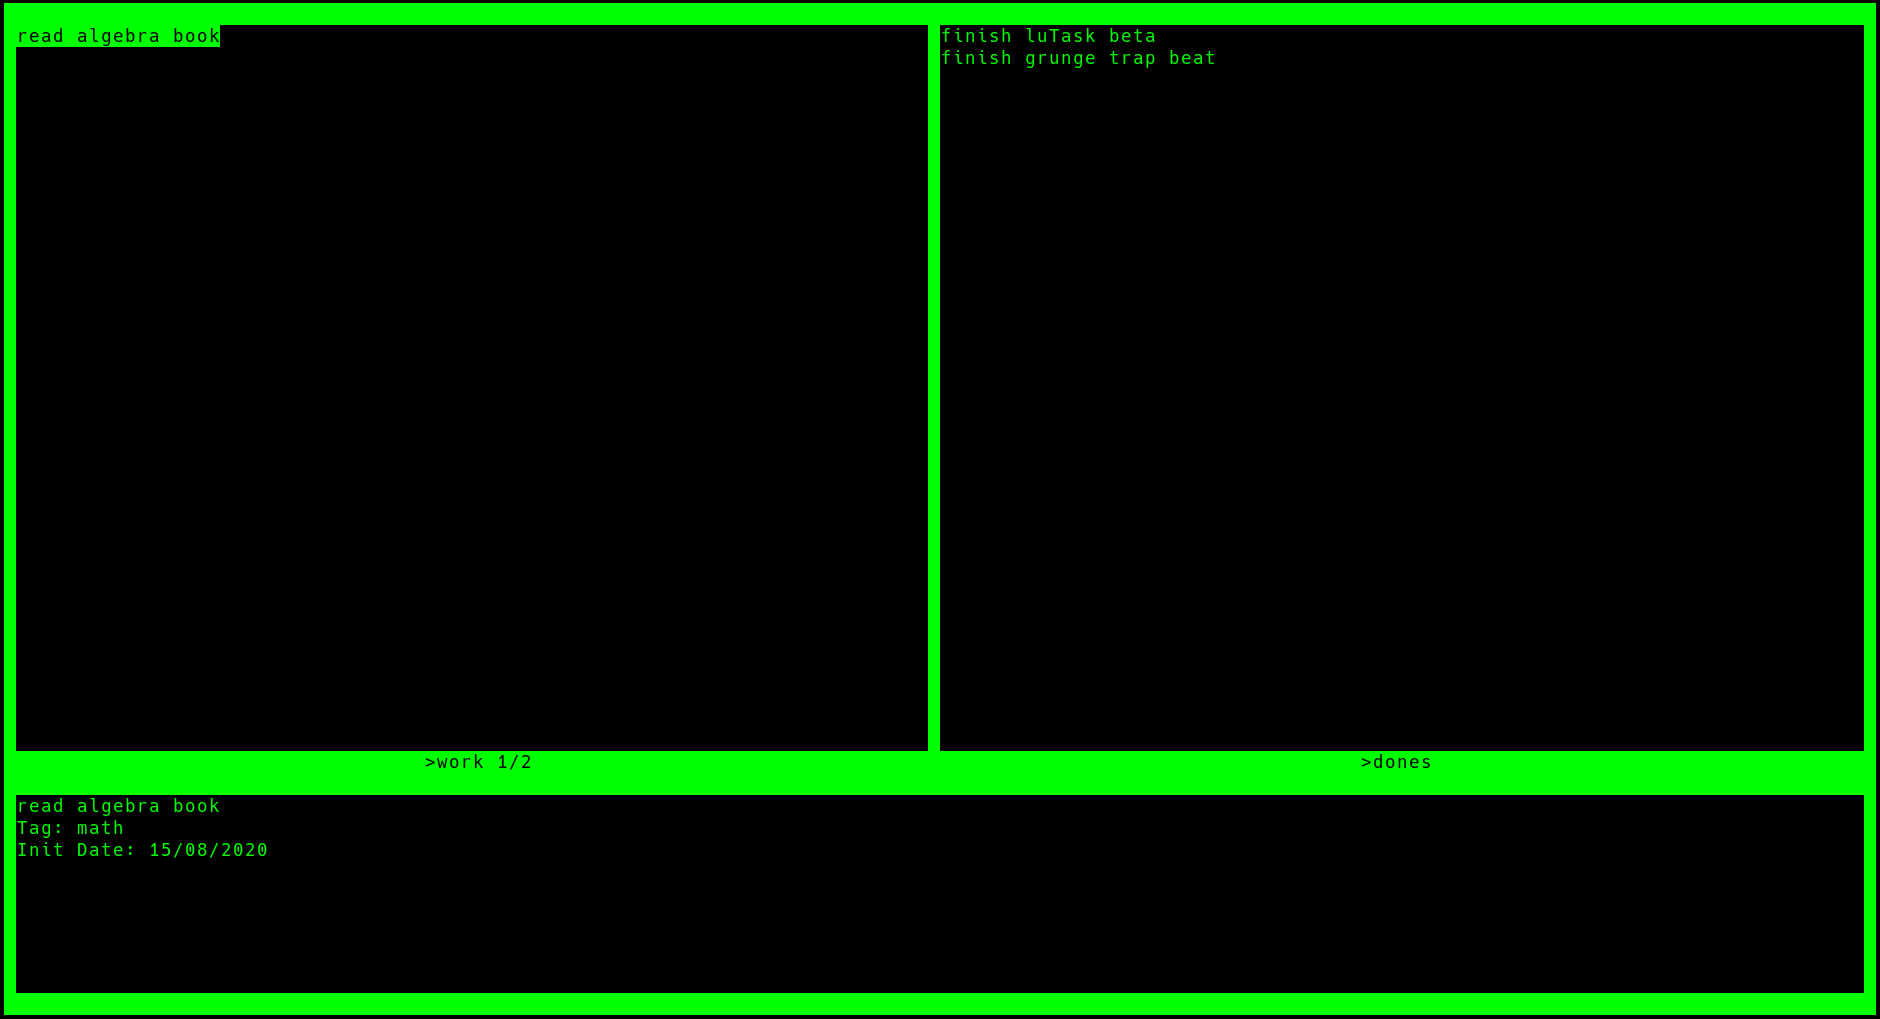 read algebra book
finish luTask beta
finish grunge trap beat
>work 1/2
>dones
read algebra book
Tag: math
Init Date: 15/08/2020